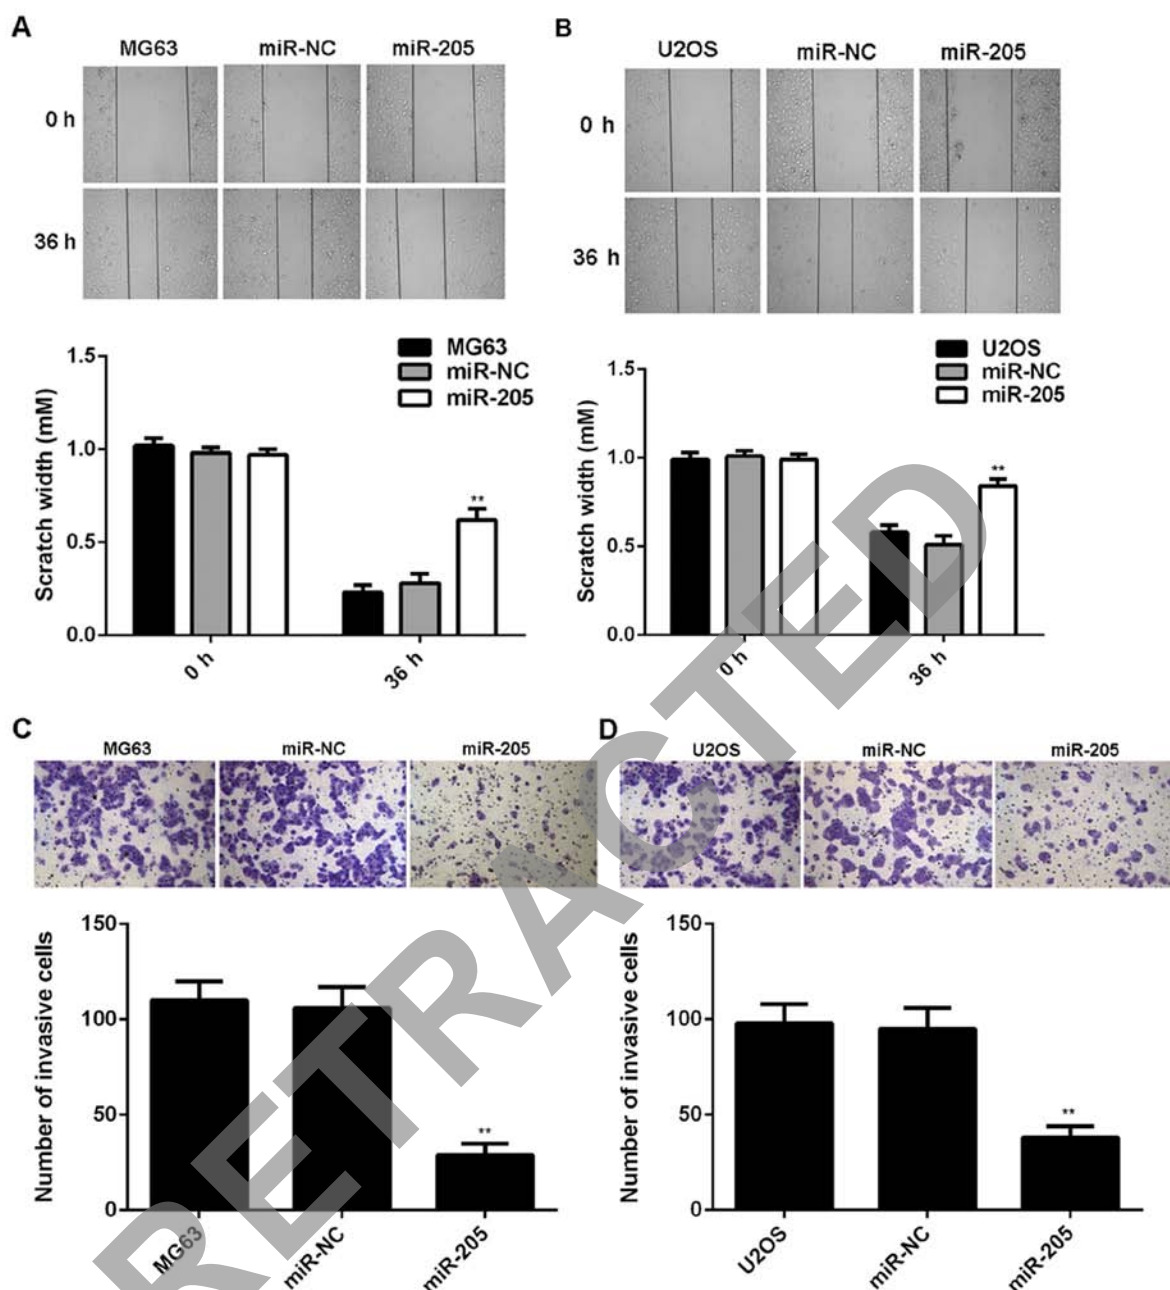 A
MG63 miR-NC miR-205
0 h
36 h
MG63
miR-NC
miR-205
Scratch width (mM)
1.5
1.0
0.5
0.0
**
0 h 36 h
B
U2OS miR-NC miR-205
0 h
36 h
U2OS
miR-NC
miR-205
Scratch width (mM)
1.5
1.0
0.5
0.0
**
0 h 36 h
C
MG63 miR-NC miR-205
Number of invasive cells
150
100
50
0
**
MG63 miR-NC miR-205
D
U2OS miR-NC miR-205
Number of invasive cells
150
100
50
0
**
U2OS miR-NC miR-205
RETRACTED